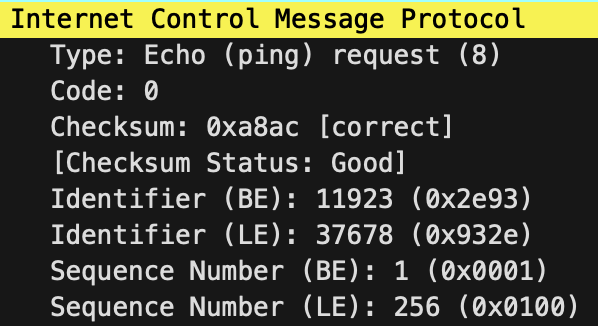 Internet Control Message Protocol
Type: Echo (ping) request (8)
Code: 0
Checksum: 0xa8ac [correct]
[Checksum Status: Good]
Identifier (BE): 11923 (0x2e93)
Identifier (LE): 37678 (0x932e)
Sequence Number (BE): 1 (0x0001)
Sequence Number (LE): 256 (0x0100)